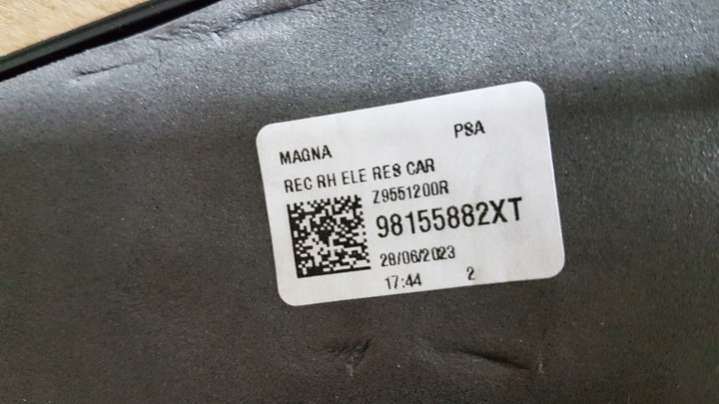 MAGNA PSA
REC RH ELE RES CAR
Z9551200R
98155882XT
28/06/2023
17:44 2